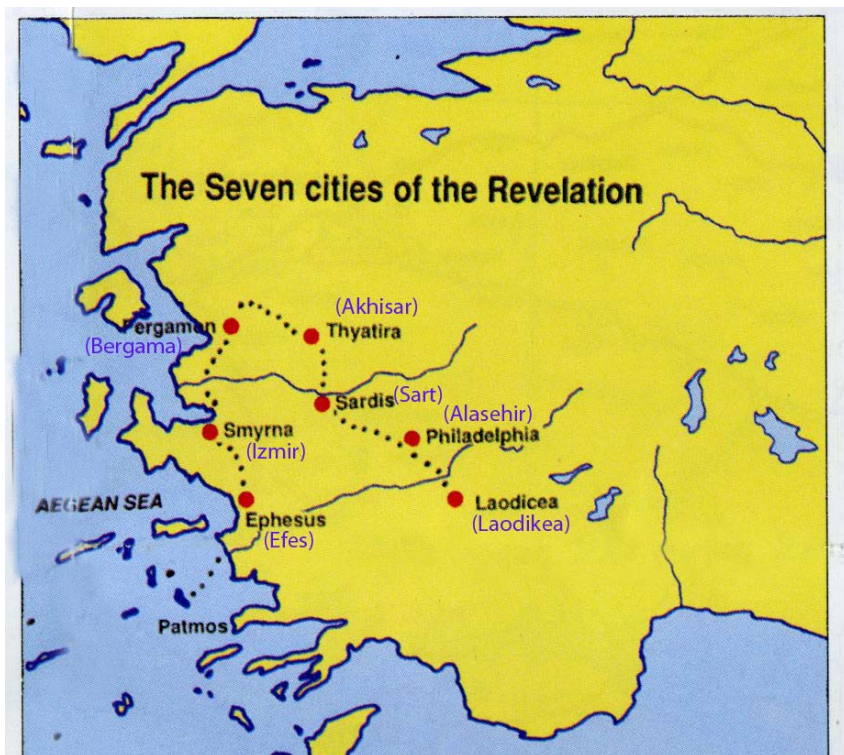 The Seven cities of the Revelation
(Akhisar)
Pergamon
Thyatira
(Bergama)
Sardis
(Sart)
(Alasehir)
Smyrna
Philadelphia
(Izmir)
AEGEAN SEA
Laodicea
Ephesus
(Laodikea)
(Efes)
Patmos